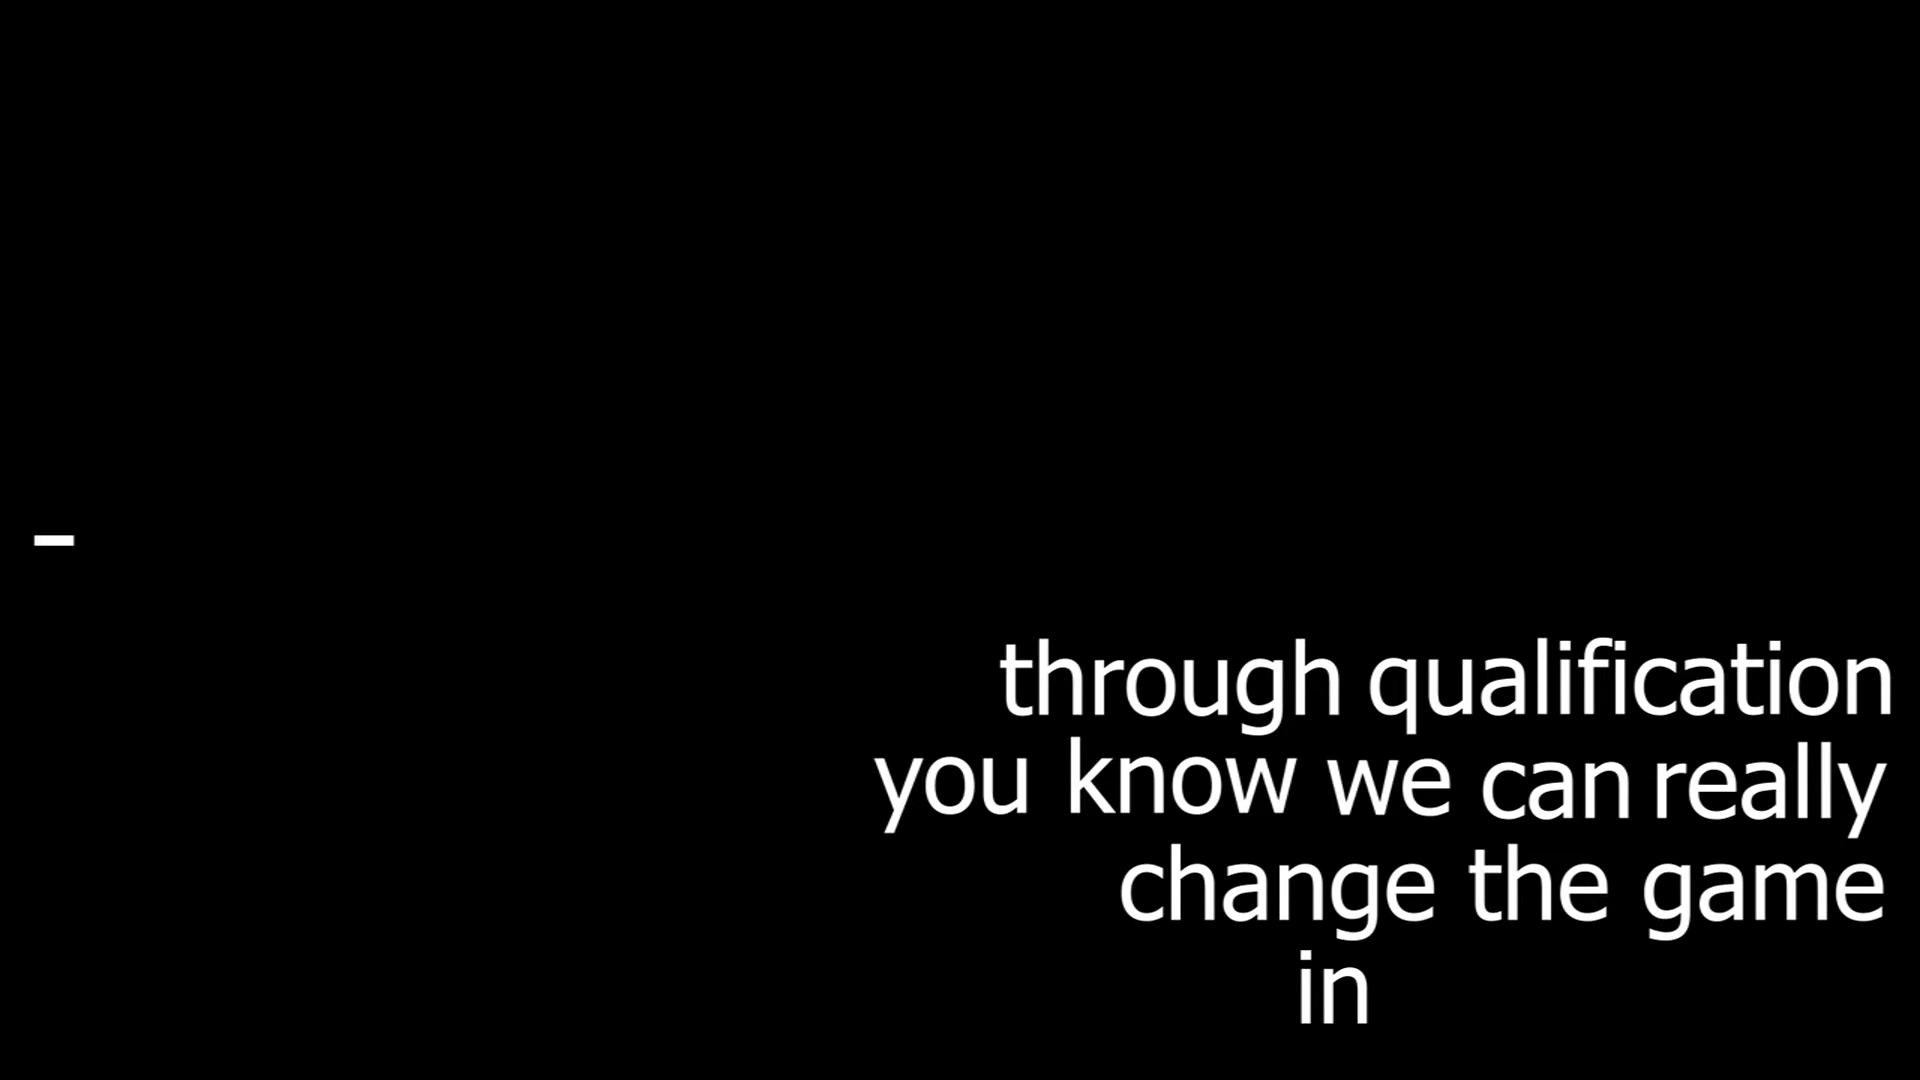 -
through qualification
you know we can really
change the game
in